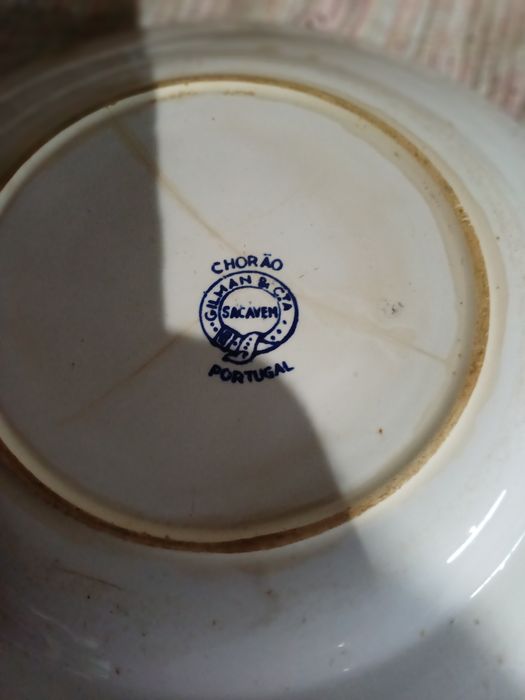 CHORÃO
GILMAN & CTA
SACAVEM
PORTUGAL